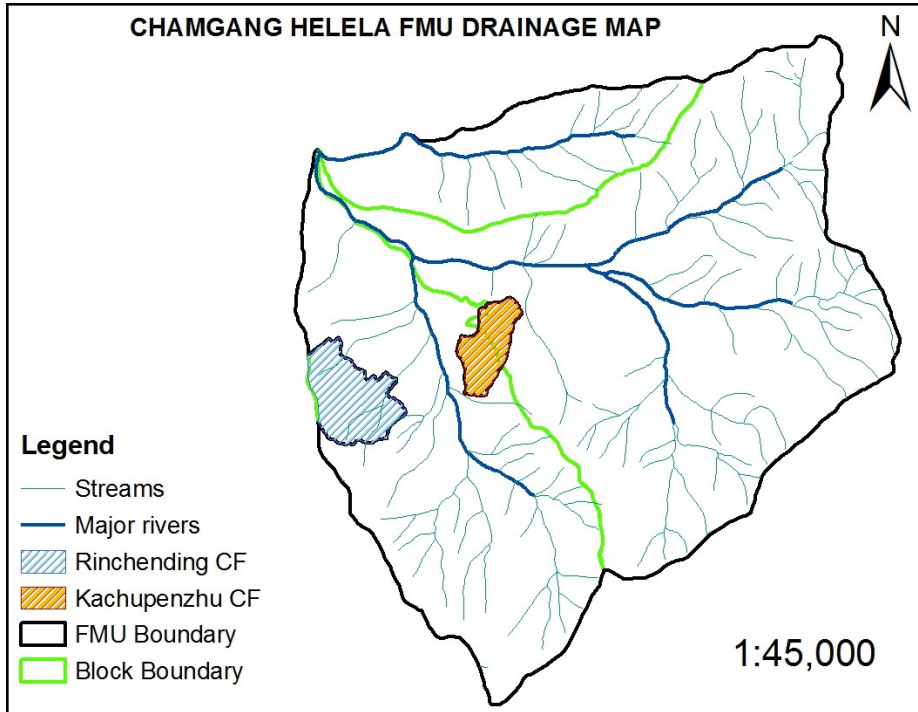 CHAMGANG HELELA FMU DRAINAGE MAP
N
Legend
Streams
Major rivers
Rinchending CF
Kachupenzhu CF
FMU Boundary
Block Boundary
1:45,000